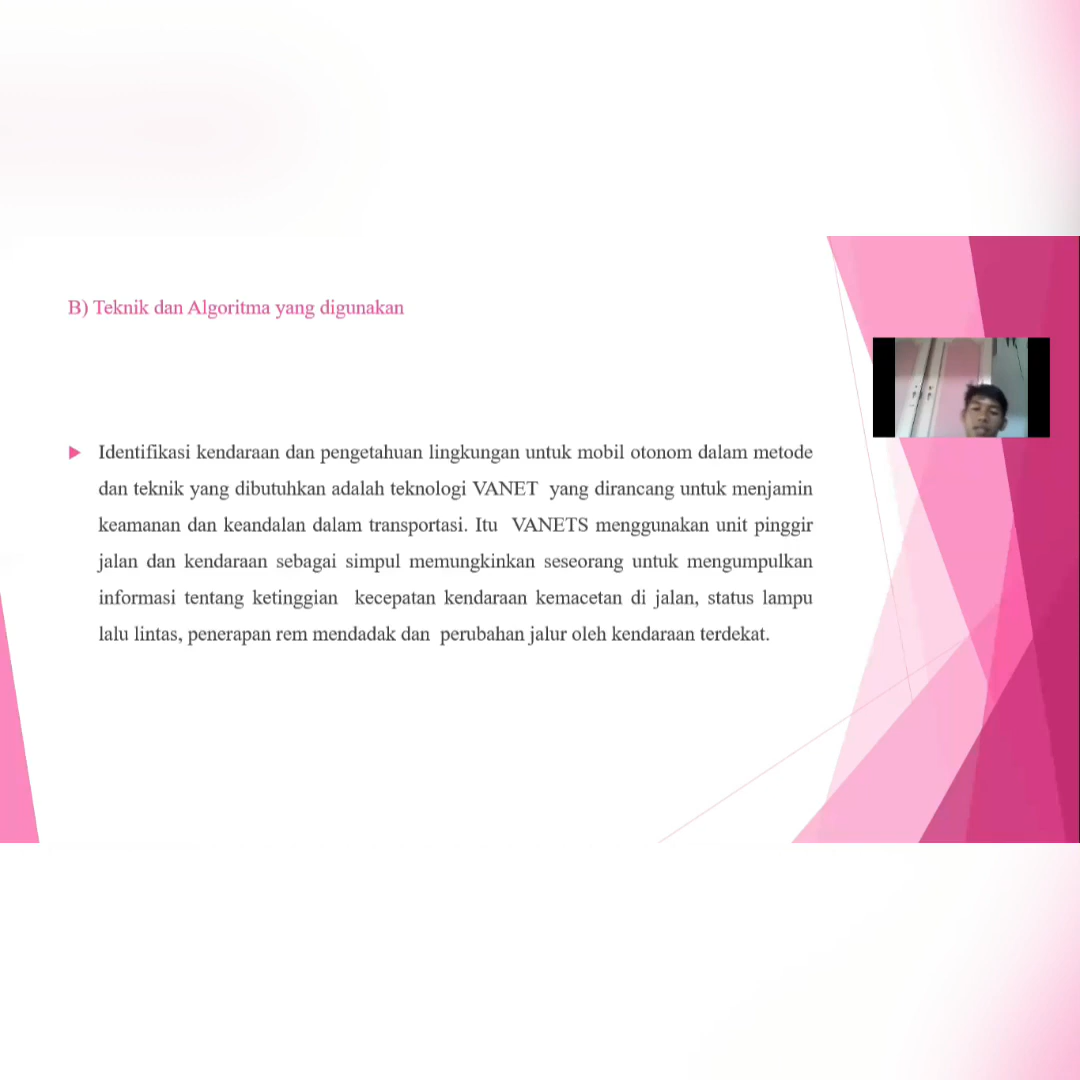 B) Teknik dan Algoritma yang digunakan
Identifikasi kendaraan dan pengetahuan lingkungan untuk mobil otonom dalam metode
dan teknik yang dibutuhkan adalah teknologi VANET yang dirancang untuk menjamin
keamanan dan keandalan dalam transportasi. Itu VANETS menggunakan unit pinggir
jalan dan kendaraan sebagai simpul memungkinkan seseorang untuk mengumpulkan
informasi tentang ketinggian kecepatan kendaraan kemacetan di jalan, status lampu
lalu lintas, penerapan rem mendadak dan perubahan jalur oleh kendaraan terdekat.